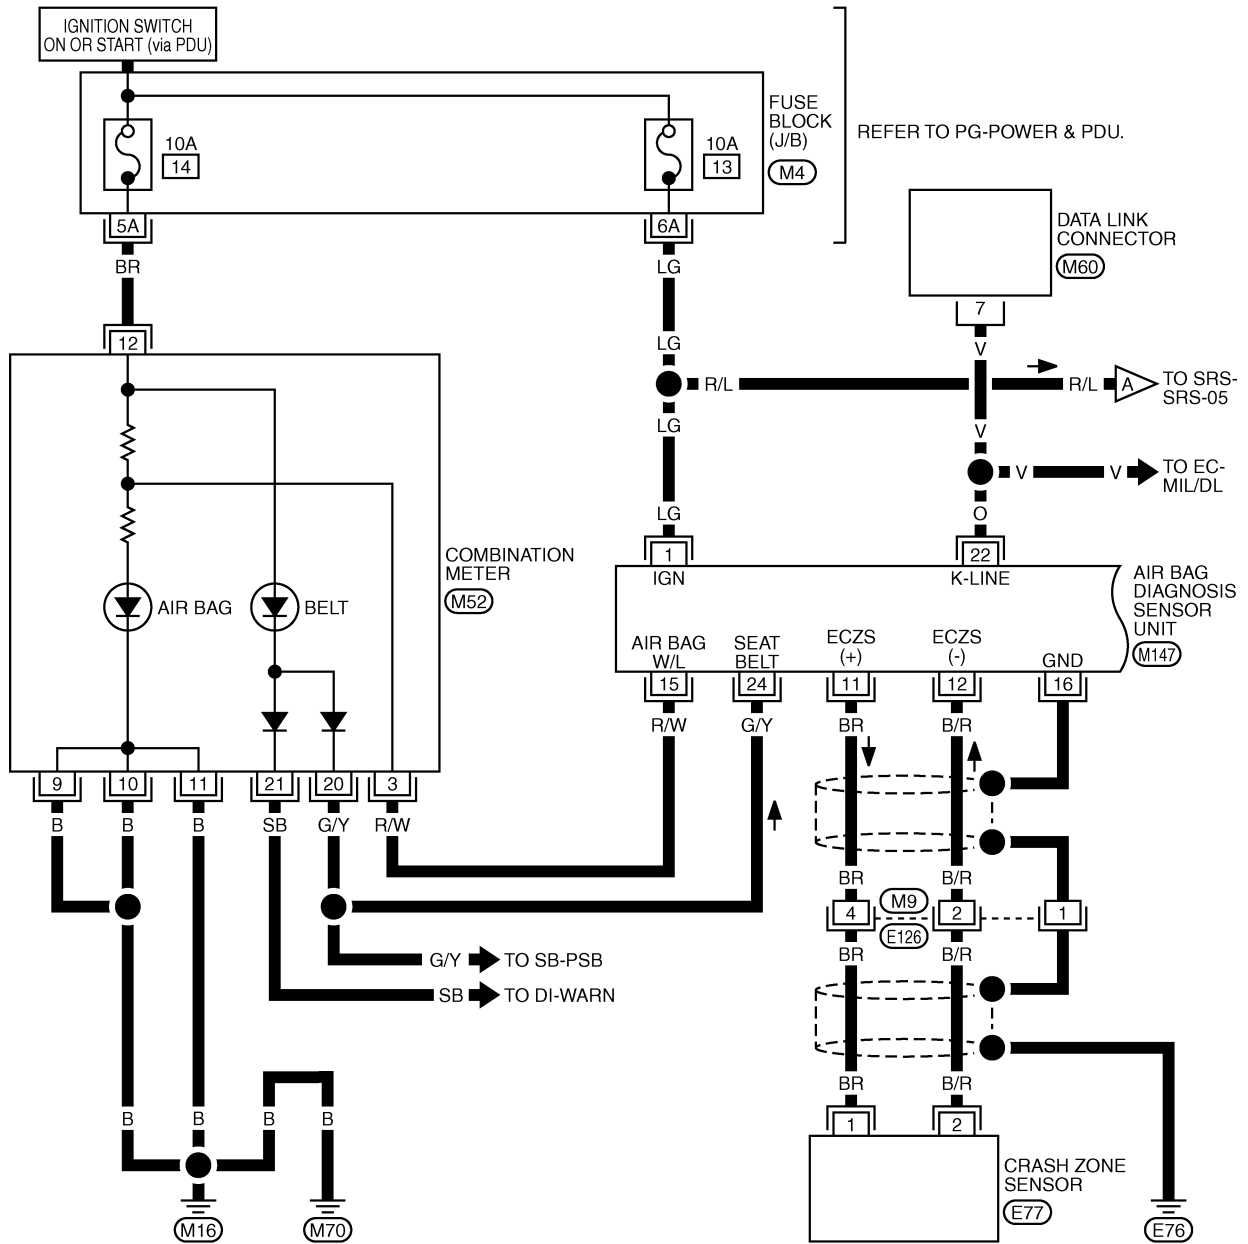 IGNITION SWITCH
ON OR START (via PDU)
FUSE
BLOCK
(J/B)
M4
10A
14
10A
13
REFER TO PG-POWER & PDU.
5A
6A
BR
LG
DATA LINK
CONNECTOR
M60
7
12
LG
V
R/L
R/L
A
TO SRS-
SRS-05
LG
V
V
V
TO EC-
MIL/DL
LG
O
COMBINATION
METER
M52
1
22
IGN
K-LINE
AIR BAG
DIAGNOSIS
SENSOR
UNIT
M147
AIR BAG
BELT
AIR BAG
W/L
SEAT
BELT
ECZS
(+)
ECZS
(-)
GND
15
24
11
12
16
R/W
G/Y
BR
B/R
9
10
11
21
20
3
B
B
B
SB
G/Y
R/W
BR
B/R
4
M9
2
1
E126
BR
B/R
G/Y
TO SB-PSB
SB
TO DI-WARN
BR
B/R
B
B
B
B
1
2
CRASH ZONE
SENSOR
E77
M16
M70
E76